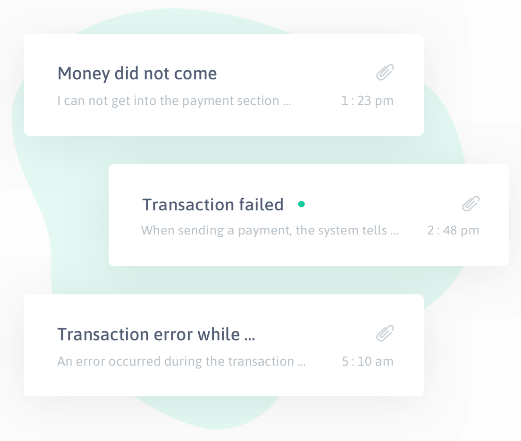 Money did not come
I can not get into the payment section ... 1 : 23 pm
Transaction failed
When sending a payment, the system tells ... 2 : 48 pm
Transaction error while ...
An error occurred during the transaction ... 5 : 10 am